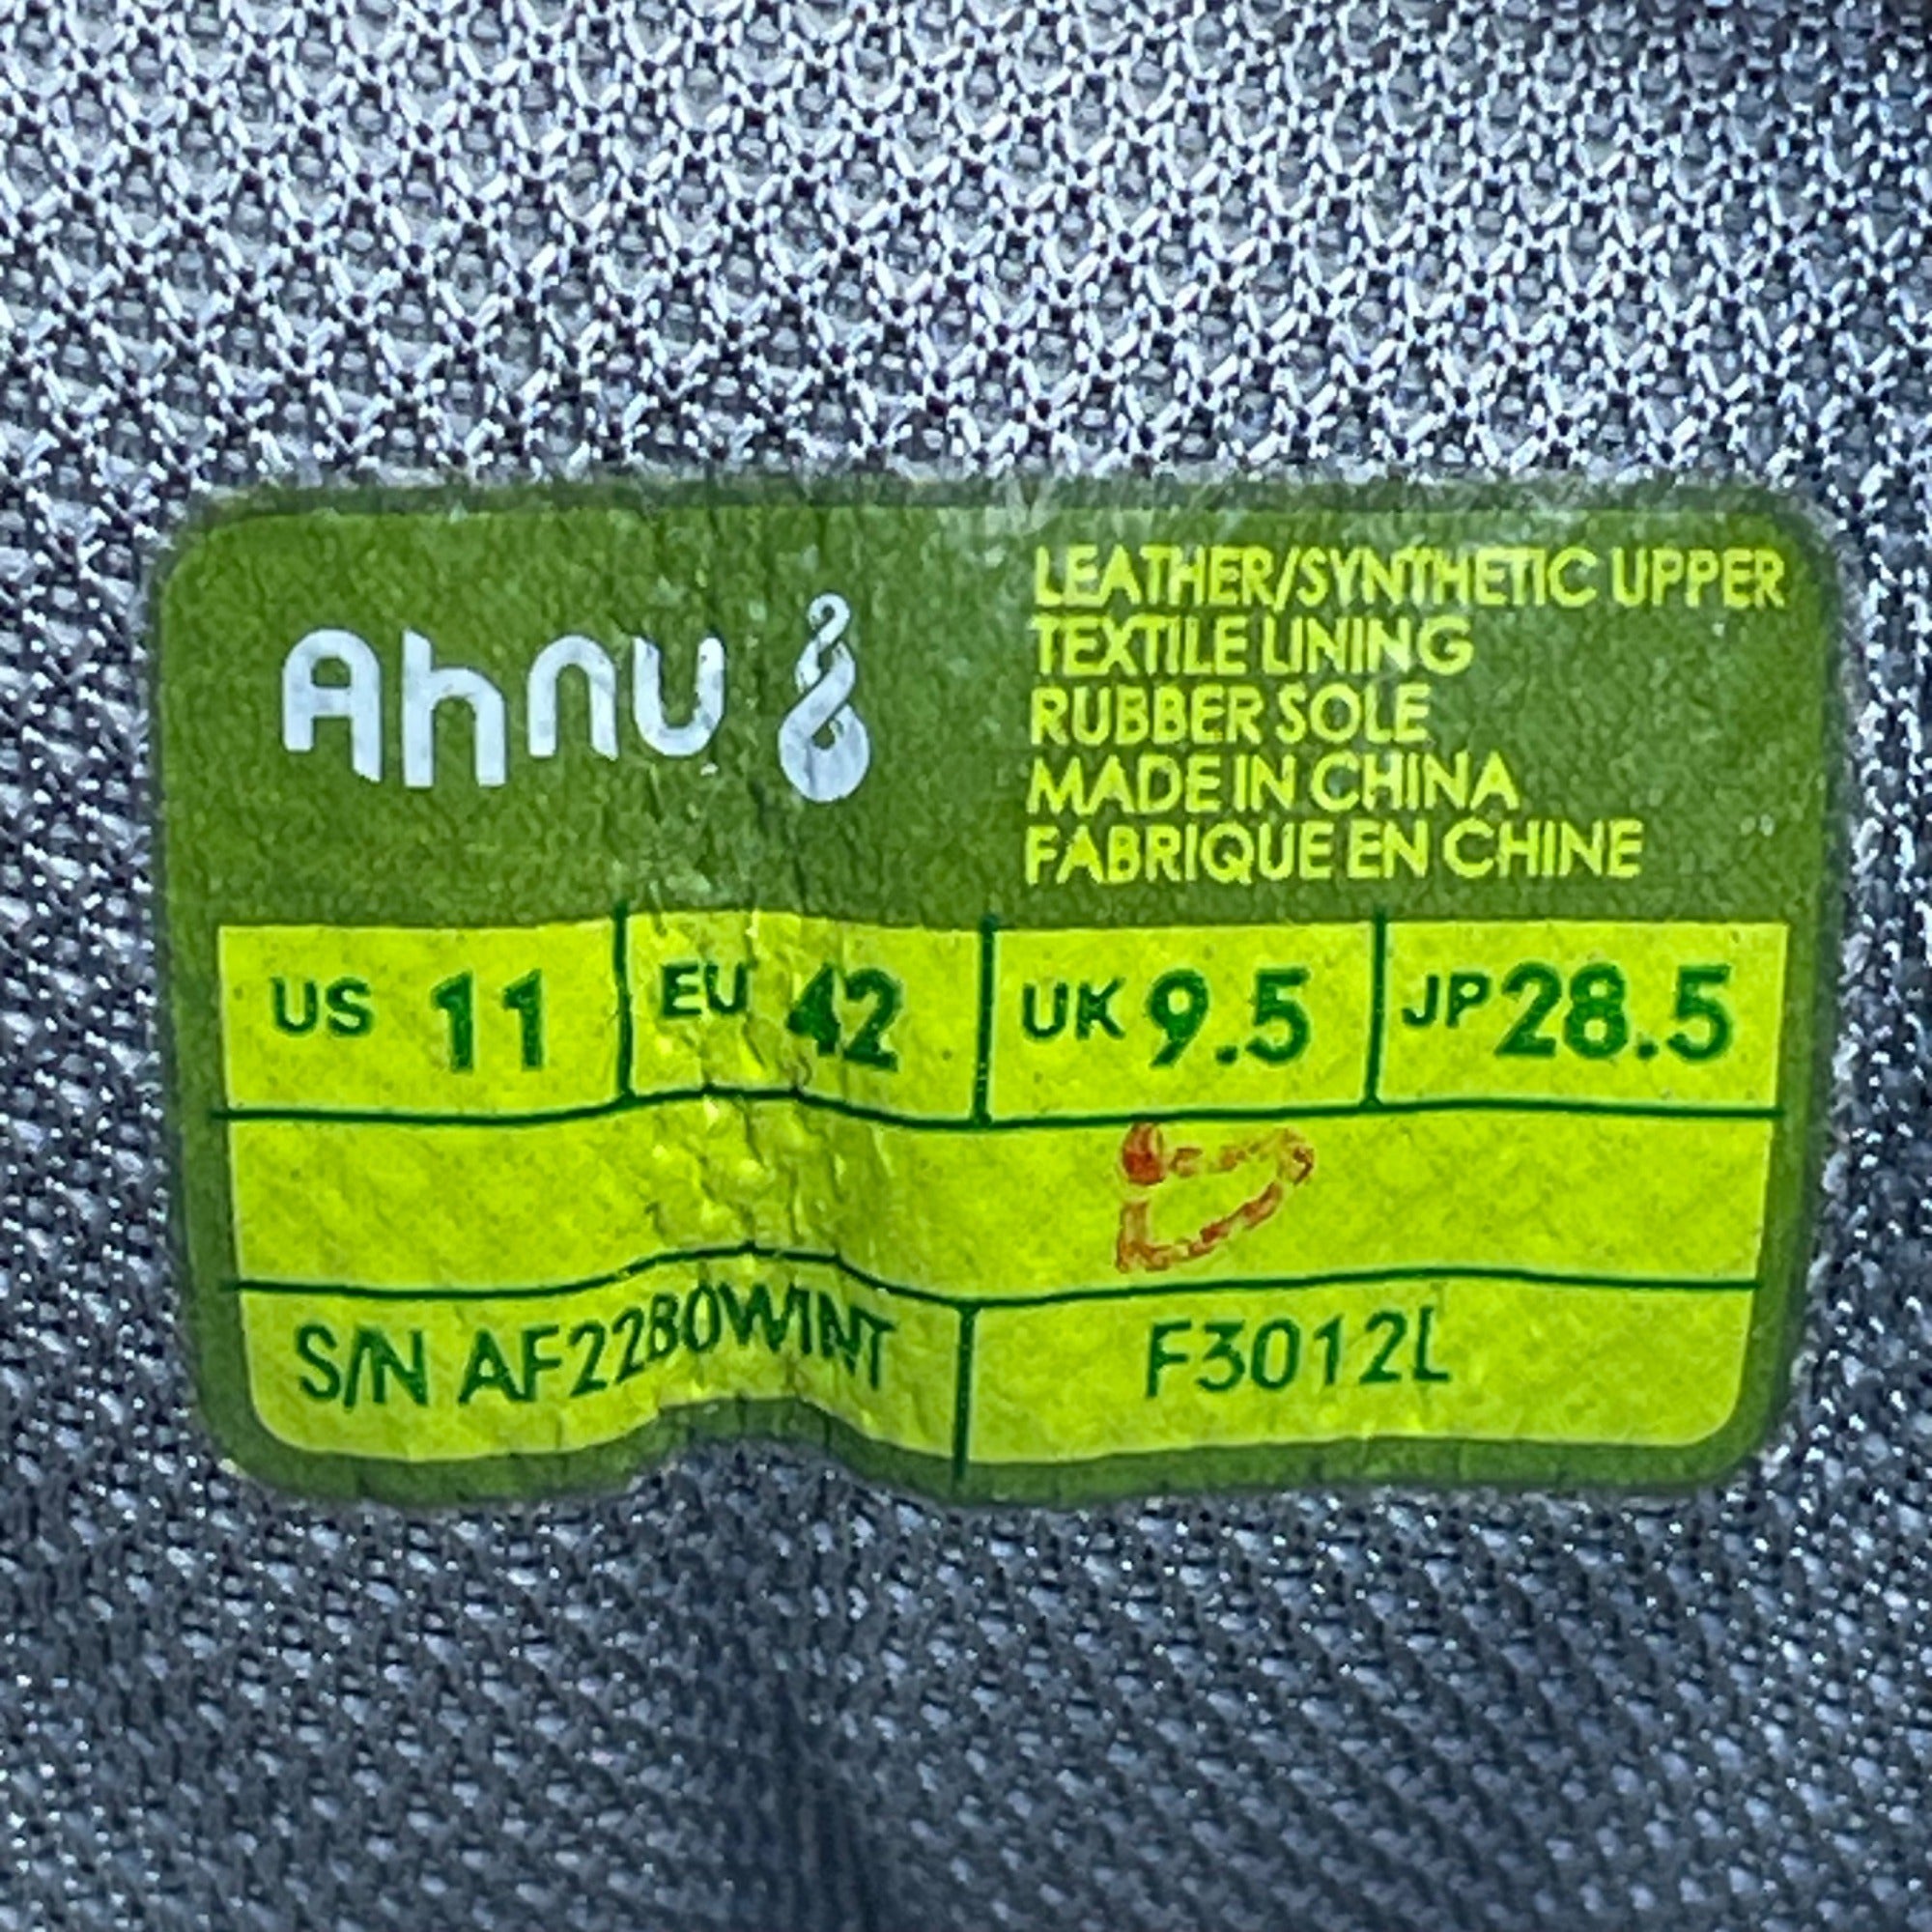 Ahnu
LEATHER/SYNTHETIC UPPER
TEXTILE LINING
RUBBER SOLE
MADE IN CHINA
FABRIQUE EN CHINE
US 11 EU 42 UK 9.5 JP 28.5
S/N AF2280WINT F3012L